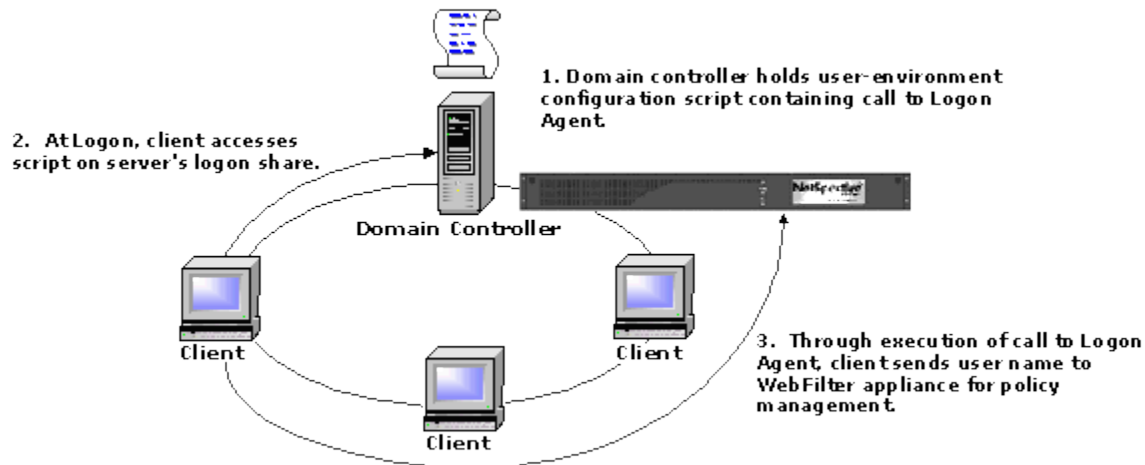 1. Domain controller holds user-environment
configuration script containing call to Logon
Agent.
2. At Logon, client accesses
script on server's logon share.
NetSpective
Domain Controller
Client
Client
Client
3. Through execution of call to Logon
Agent, client sends user name to
WebFilter appliance for policy
management.